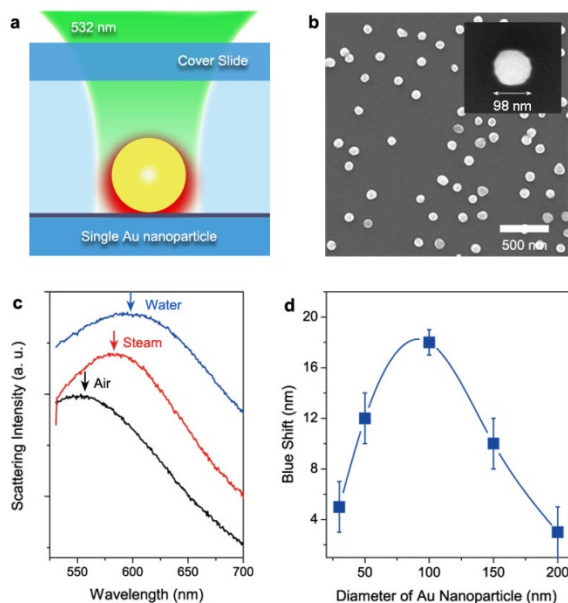 a
532 nm
Cover Slide
Single Au nanoparticle
b
98 nm
500 nm
c
Scattering Intensity (a. u.)
Water
Steam
Air
550 600 650 700
Wavelength (nm)
d
Blue Shift (nm)
20
16
12
8
4
50 100 150 200
Diameter of Au Nanoparticle (nm)